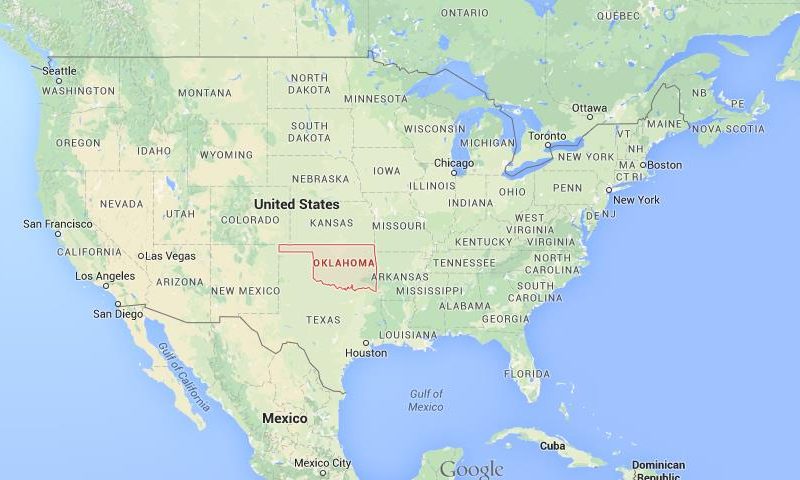 ONTARIO
QUÉBEC
Seattle
WASHINGTON
MONTANA
NORTH
DAKOTA
MINNESOTA
Ottawa
NB
PE
MAINE
NOVA SCOTIA
OREGON
IDAHO
WYOMING
SOUTH
DAKOTA
WISCONSIN
MICHIGAN
Toronto
VT
NH
NEW YORK
MA
Boston
CT RI
Chicago
IOWA
NEBRASKA
ILLINOIS
INDIANA
OHIO
PENN
New York
NEVADA
UTAH
COLORADO
United States
KANSAS
MISSOURI
WEST
VIRGINIA
DE
NJ
San Francisco
CALIFORNIA
Las Vegas
KENTUCKY
VIRGINIA
OKLAHOMA
TENNESSEE
NORTH
CAROLINA
Los Angeles
ARIZONA
NEW MEXICO
ARKANSAS
MISSISSIPPI
SOUTH
CAROLINA
San Diego
TEXAS
ALABAMA
GEORGIA
LOUISIANA
Houston
Gulf of California
FLORIDA
Gulf of
Mexico
Mexico
Cuba
Mexico City
Google
Dominican
Republic